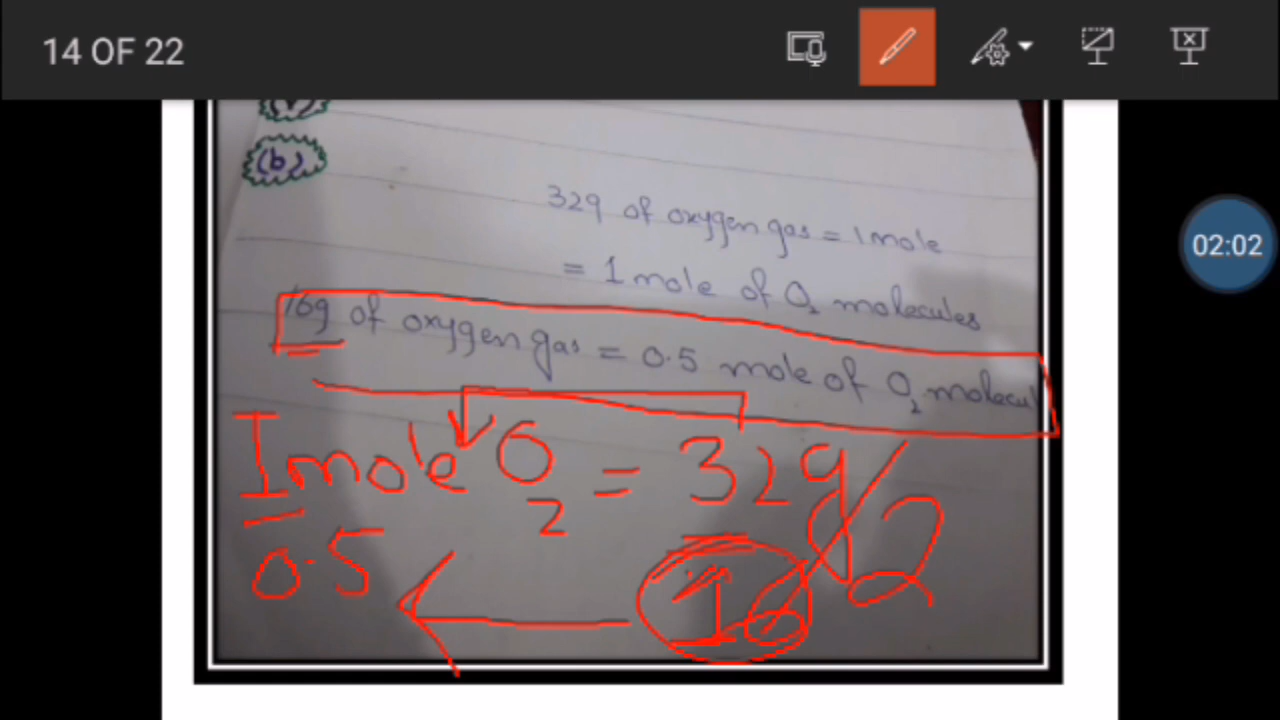 14 OF 22
02:02
(b)
32g of oxygen gas = 1 mole
= 1 mole of O₂ molecules
16g of oxygen gas = 0.5 mole of O₂ molecul
1 mole O₂ = 32g/2
0.5 ← 16